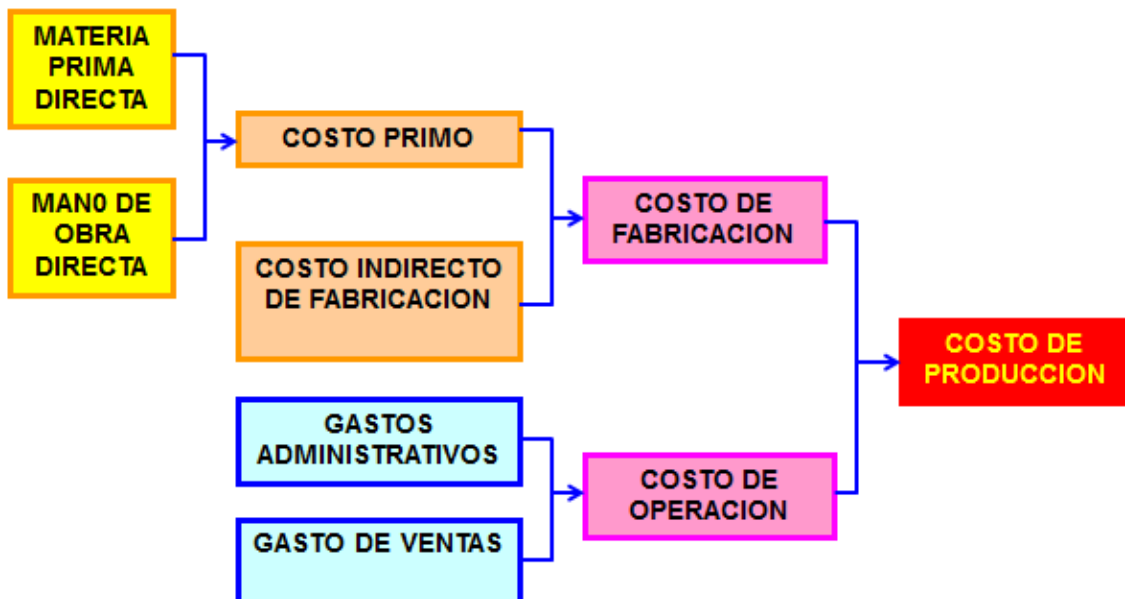 MATERIA
PRIMA
DIRECTA
MAN0 DE
OBRA
DIRECTA
COSTO PRIMO
COSTO INDIRECTO
DE FABRICACION
GASTOS
ADMINISTRATIVOS
GASTO DE VENTAS
COSTO DE
FABRICACION
COSTO DE
OPERACION
COSTO DE
PRODUCCION